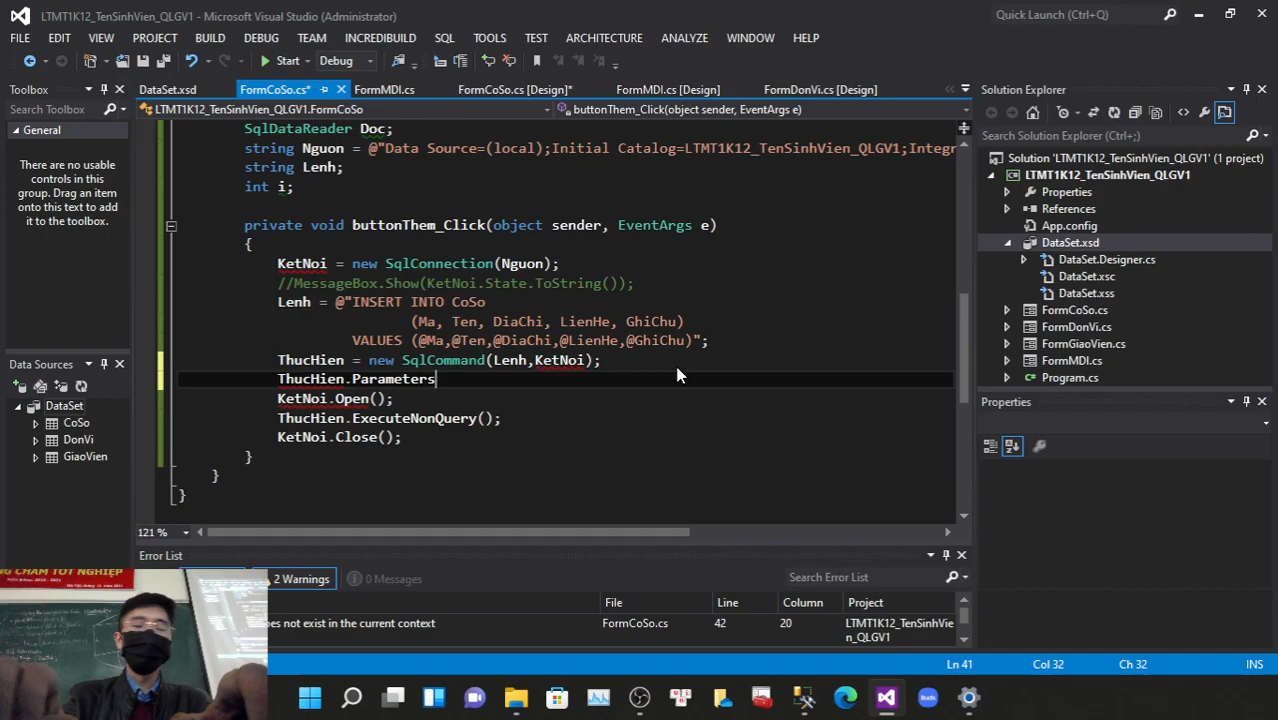 LTMT1K12_TenSinhVien_QLGV1 - Microsoft Visual Studio (Administrator)
Quick Launch (Ctrl+Q)
FILE EDIT VIEW PROJECT BUILD DEBUG TEAM INCREDIBUILD SQL TOOLS TEST ARCHITECTURE ANALYZE WINDOW HELP
Start Debug
Toolbox
Search Toolbox
General
There are no usable
controls in this
group. Drag an item
onto this text to add
it to the toolbox.
Data Sources
DataSet
CoSo
DonVi
GiaoVien
DataSet.xsd FormCoSo.cs* FormMDI.cs FormCoSo.cs [Design]* FormMDI.cs [Design] FormDonVi.cs [Design]
LTMT1K12_TenSinhVien_QLGV1.FormCoSo buttonThem_Click(object sender, EventArgs e)
SqlDataReader Doc;
string Nguon = @"Data Source=(local);Initial Catalog=LTMT1K12_TenSinhVien_QLGV1;Integr
string Lenh;
int i;
private void buttonThem_Click(object sender, EventArgs e)
{
KetNoi = new SqlConnection(Nguon);
//MessageBox.Show(KetNoi.State.ToString());
Lenh = @"INSERT INTO CoSo
(Ma, Ten, DiaChi, LienHe, GhiChu)
VALUES (@Ma,@Ten,@DiaChi,@LienHe,@GhiChu)";
ThucHien = new SqlCommand(Lenh,KetNoi);
ThucHien.Parameters
KetNoi.Open();
ThucHien.ExecuteNonQuery();
KetNoi.Close();
}
}
}
121 %
Error List
2 Warnings 0 Messages
Search Error List
File Line Column Project
oes not exist in the current context FormCoSo.cs 42 20 LTMT1K12_TenSinhVie
n_QLGV1
Solution Explorer
Search Solution Explorer (Ctrl+;)
Solution 'LTMT1K12_TenSinhVien_QLGV1' (1 project)
LTMT1K12_TenSinhVien_QLGV1
Properties
References
App.config
DataSet.xsd
DataSet.Designer.cs
DataSet.xsc
DataSet.xss
FormCoSo.cs
FormDonVi.cs
FormMDI.cs
Program.cs
Properties
Ln 41 Col 32 Ch 32 INS
NG CHẤM TỐT NGHIỆP